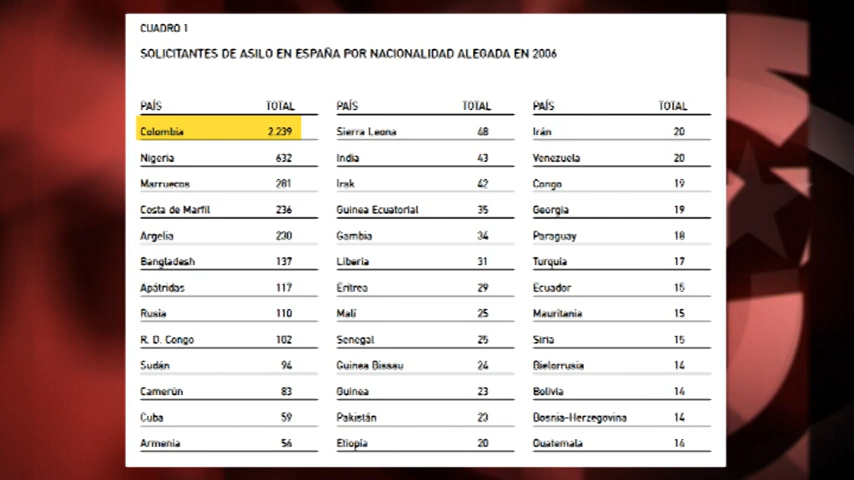 CUADRO 1
SOLICITANTES DE ASILO EN ESPAÑA POR NACIONALIDAD ALEGADA EN 2006
PAÍS TOTAL PAÍS TOTAL PAÍS TOTAL
Colombia 2.239 Sierra Leona 48 Irán 20
Nigeria 632 India 43 Venezuela 20
Marruecos 281 Irak 42 Congo 19
Costa de Marfil 236 Guinea Ecuatorial 35 Georgia 19
Argelia 230 Gambia 34 Paraguay 18
Bangladesh 137 Liberia 31 Turquía 17
Apátridas 117 Eritrea 29 Ecuador 15
Rusia 110 Malí 25 Mauritania 15
R. D. Congo 102 Senegal 25 Siria 15
Sudán 94 Guinea Bissau 24 Bielorrusia 14
Camerún 83 Guinea 23 Bolivia 14
Cuba 59 Pakistán 23 Bosnia-Herzegovina 14
Armenia 56 Etiopía 20 Guatemala 14